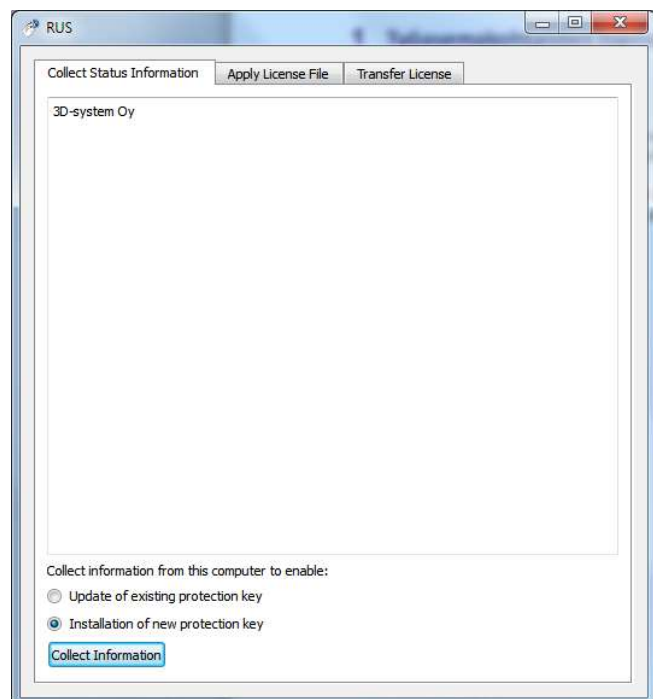 RUS
Collect Status Information Apply License File Transfer License
3D-system Oy
Collect information from this computer to enable:
Update of existing protection key
Installation of new protection key
Collect Information